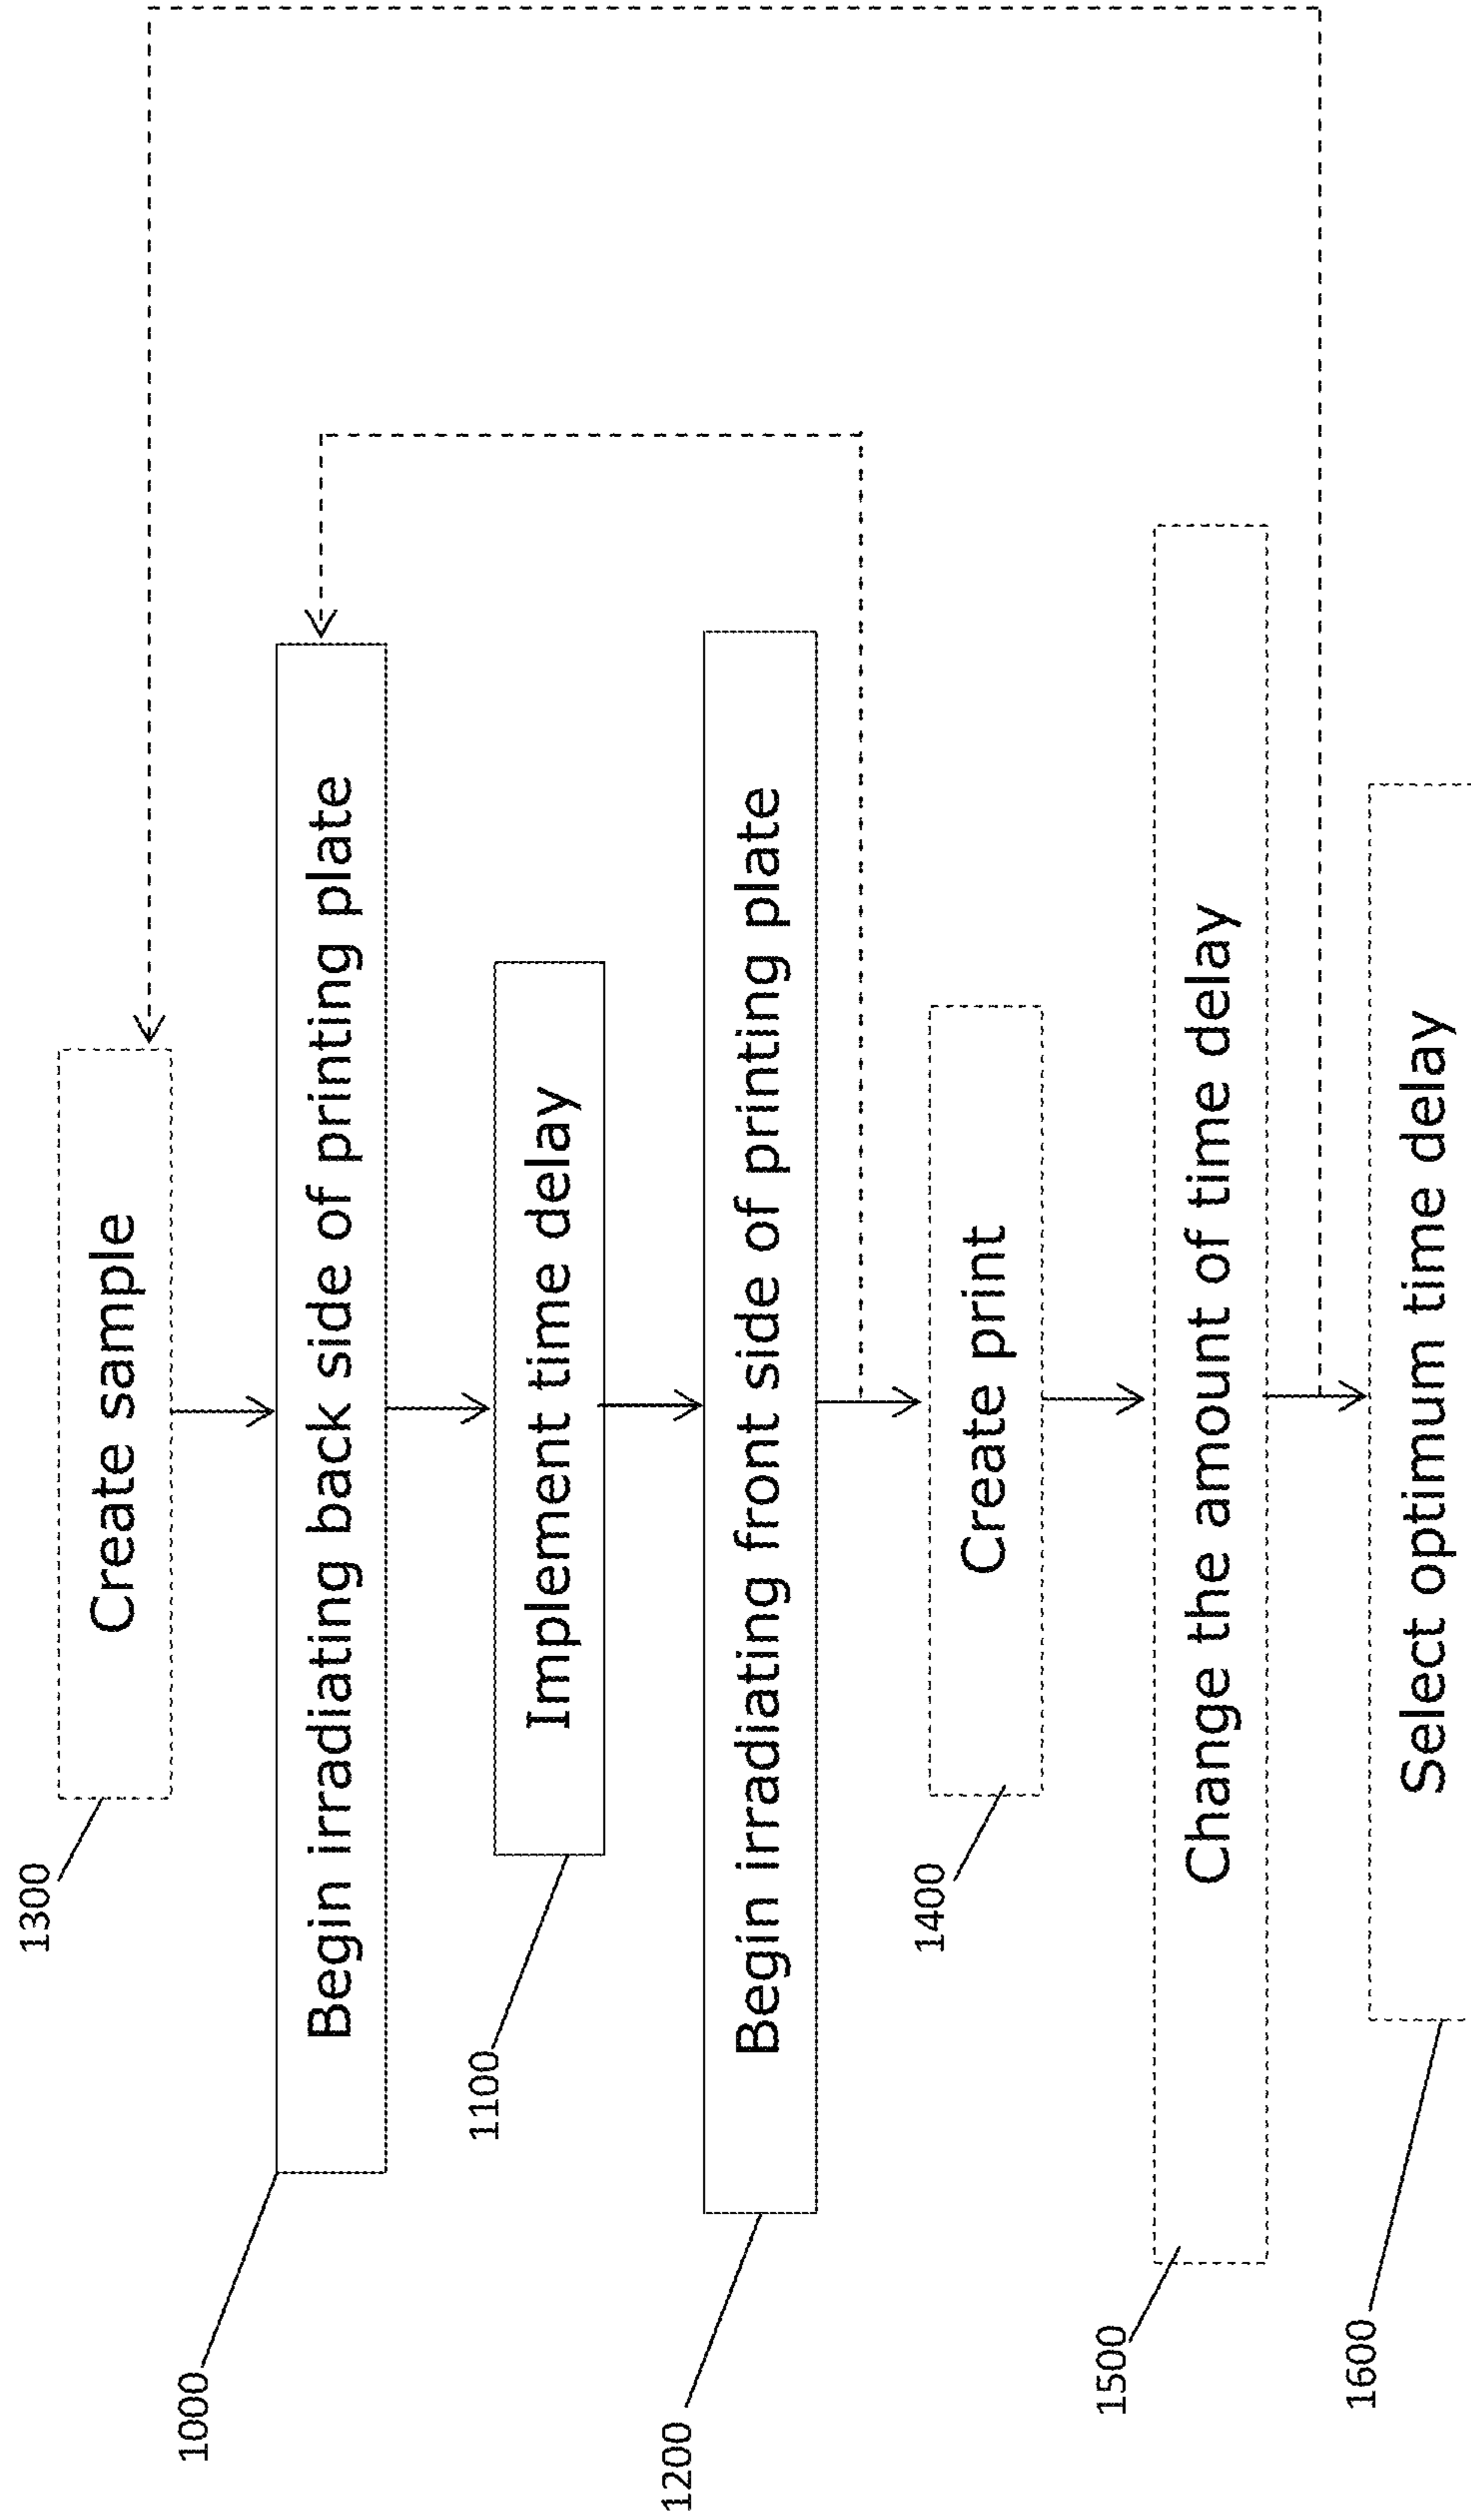 1300
Create sample
1000
Begin irradiating back side of printing plate
1100
Implement time delay
1200
Begin irradiating front side of printing plate
1400
Create print
1500
Change the amount of time delay
1600
Select optimum time delay